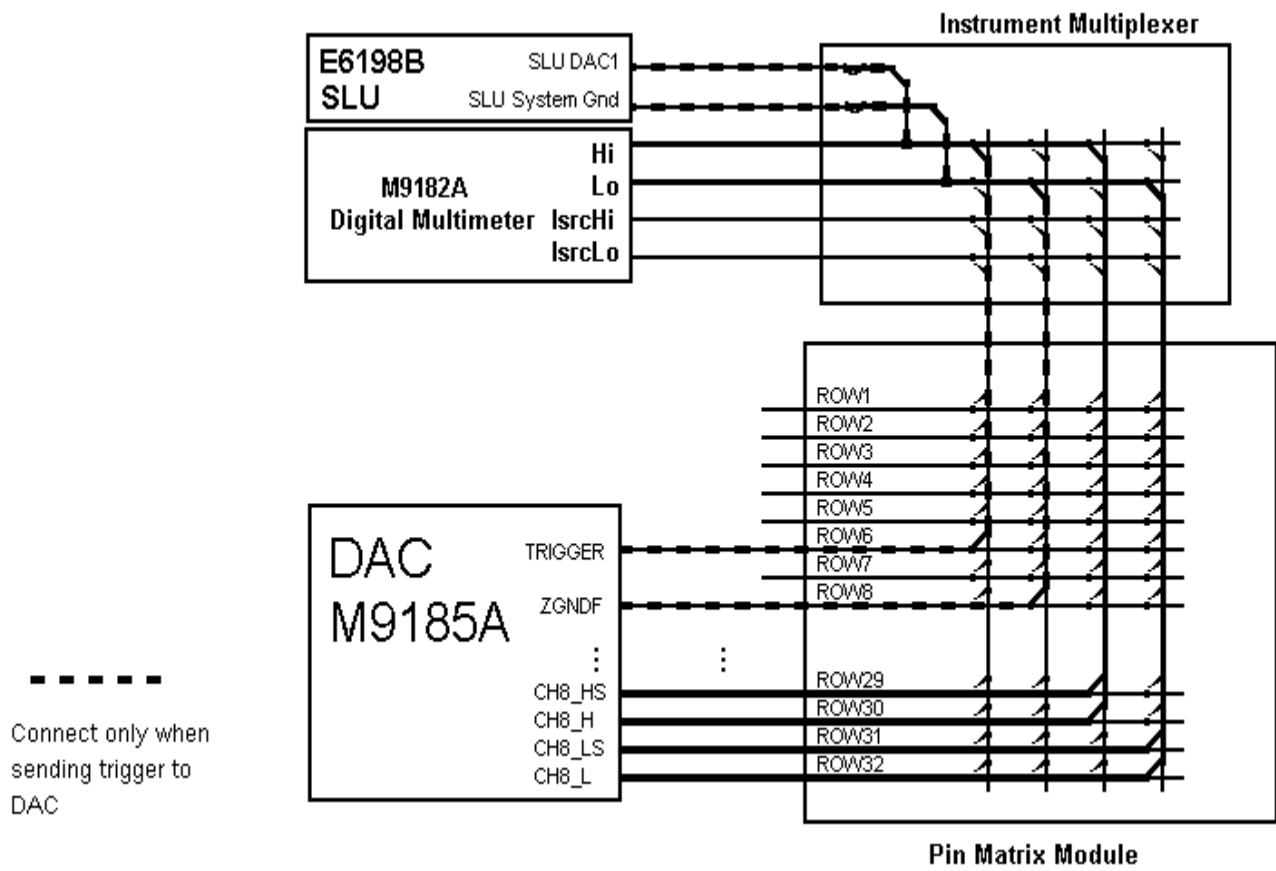 Instrument Multiplexer
E6198B
SLU
SLU DAC1
SLU System Gnd
M9182A
Digital Multimeter
Hi
Lo
IsrcHi
IsrcLo
ROW1
ROW2
ROW3
ROW4
ROW5
ROW6
ROW7
ROW8
ROW29
ROW30
ROW31
ROW32
DAC
M9185A
TRIGGER
ZGNDF
CH8_HS
CH8_H
CH8_LS
CH8_L
Connect only when
sending trigger to
DAC
Pin Matrix Module